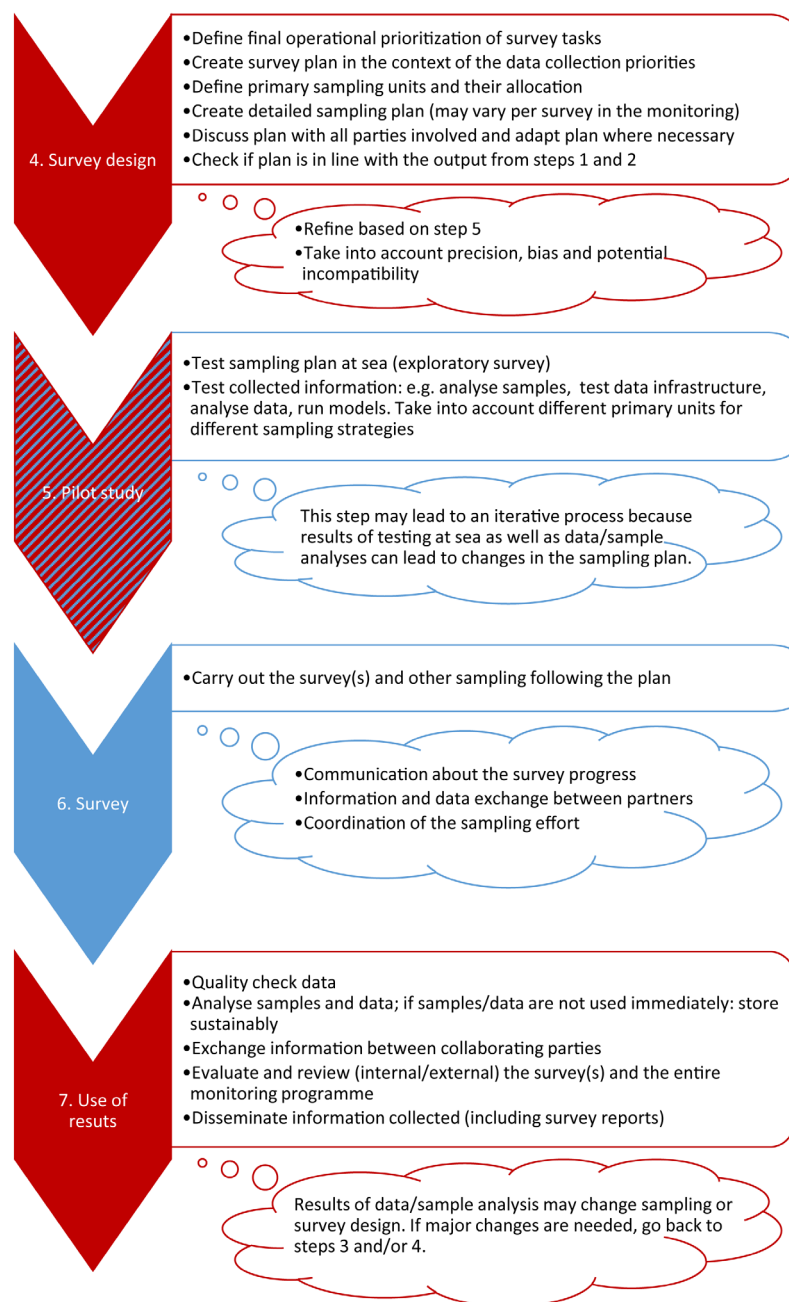 4. Survey design
•Define final operational prioritization of survey tasks
•Create survey plan in the context of the data collection priorities
•Define primary sampling units and their allocation
•Create detailed sampling plan (may vary per survey in the monitoring)
•Discuss plan with all parties involved and adapt plan where necessary
•Check if plan is in line with the output from steps 1 and 2
•Refine based on step 5
•Take into account precision, bias and potential
incompatibility
5. Pilot study
•Test sampling plan at sea (exploratory survey)
•Test collected information: e.g. analyse samples, test data infrastructure,
analyse data, run models. Take into account different primary units for
different sampling strategies
This step may lead to an iterative process because
results of testing at sea as well as data/sample
analyses can lead to changes in the sampling plan.
6. Survey
•Carry out the survey(s) and other sampling following the plan
•Communication about the survey progress
•Information and data exchange between partners
•Coordination of the sampling effort
7. Use of
resuts
•Quality check data
•Analyse samples and data; if samples/data are not used immediately: store
sustainably
•Exchange information between collaborating parties
•Evaluate and review (internal/external) the survey(s) and the entire
monitoring programme
•Disseminate information collected (including survey reports)
Results of data/sample analysis may change sampling or
survey design. If major changes are needed, go back to
steps 3 and/or 4.